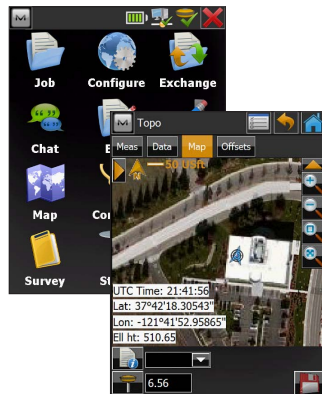 Job Configure Exchange
Chat
Map
Survey
Topo
Meas Data Map Offsets
50 USft
UTC Time: 21:41:56
Lat: 37°42'18.30543"
Lon: -121°41'52.95865"
Ell ht: 510.65
6.56